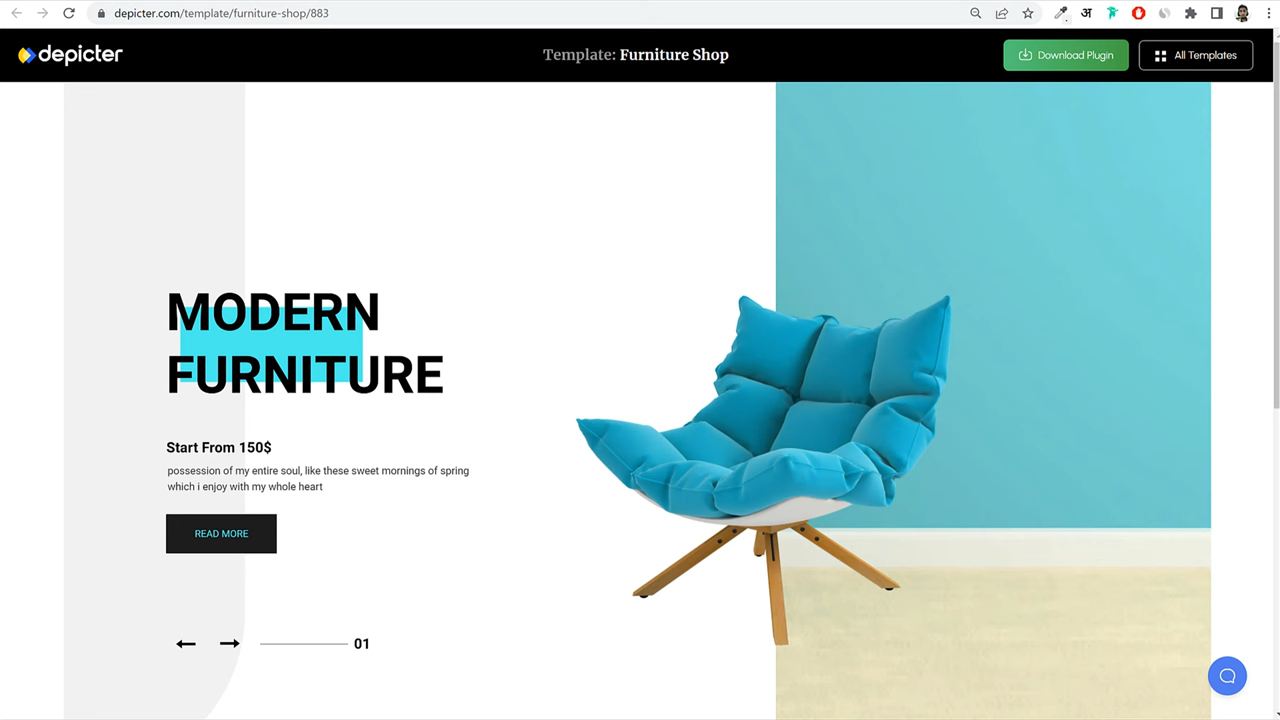 depicter.com/template/furniture-shop/883
अ
depicter
Template: Furniture Shop
Download Plugin
All Templates
MODERN
FURNITURE
Start From 150$
possession of my entire soul, like these sweet mornings of spring
which i enjoy with my whole heart
READ MORE
01